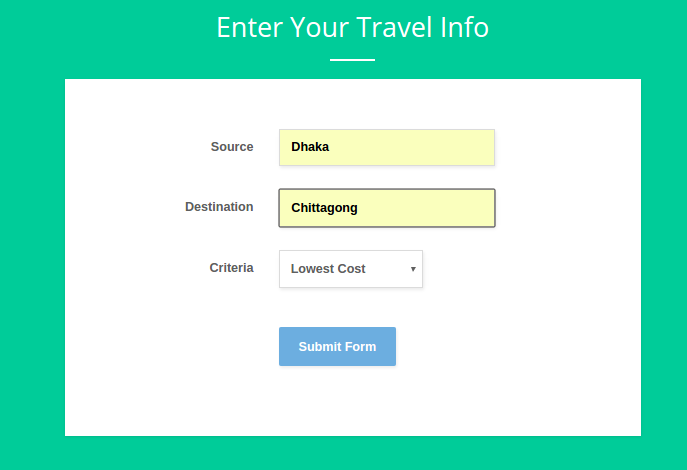 Enter Your Travel Info
Source Dhaka
Destination Chittagong
Criteria Lowest Cost
Submit Form